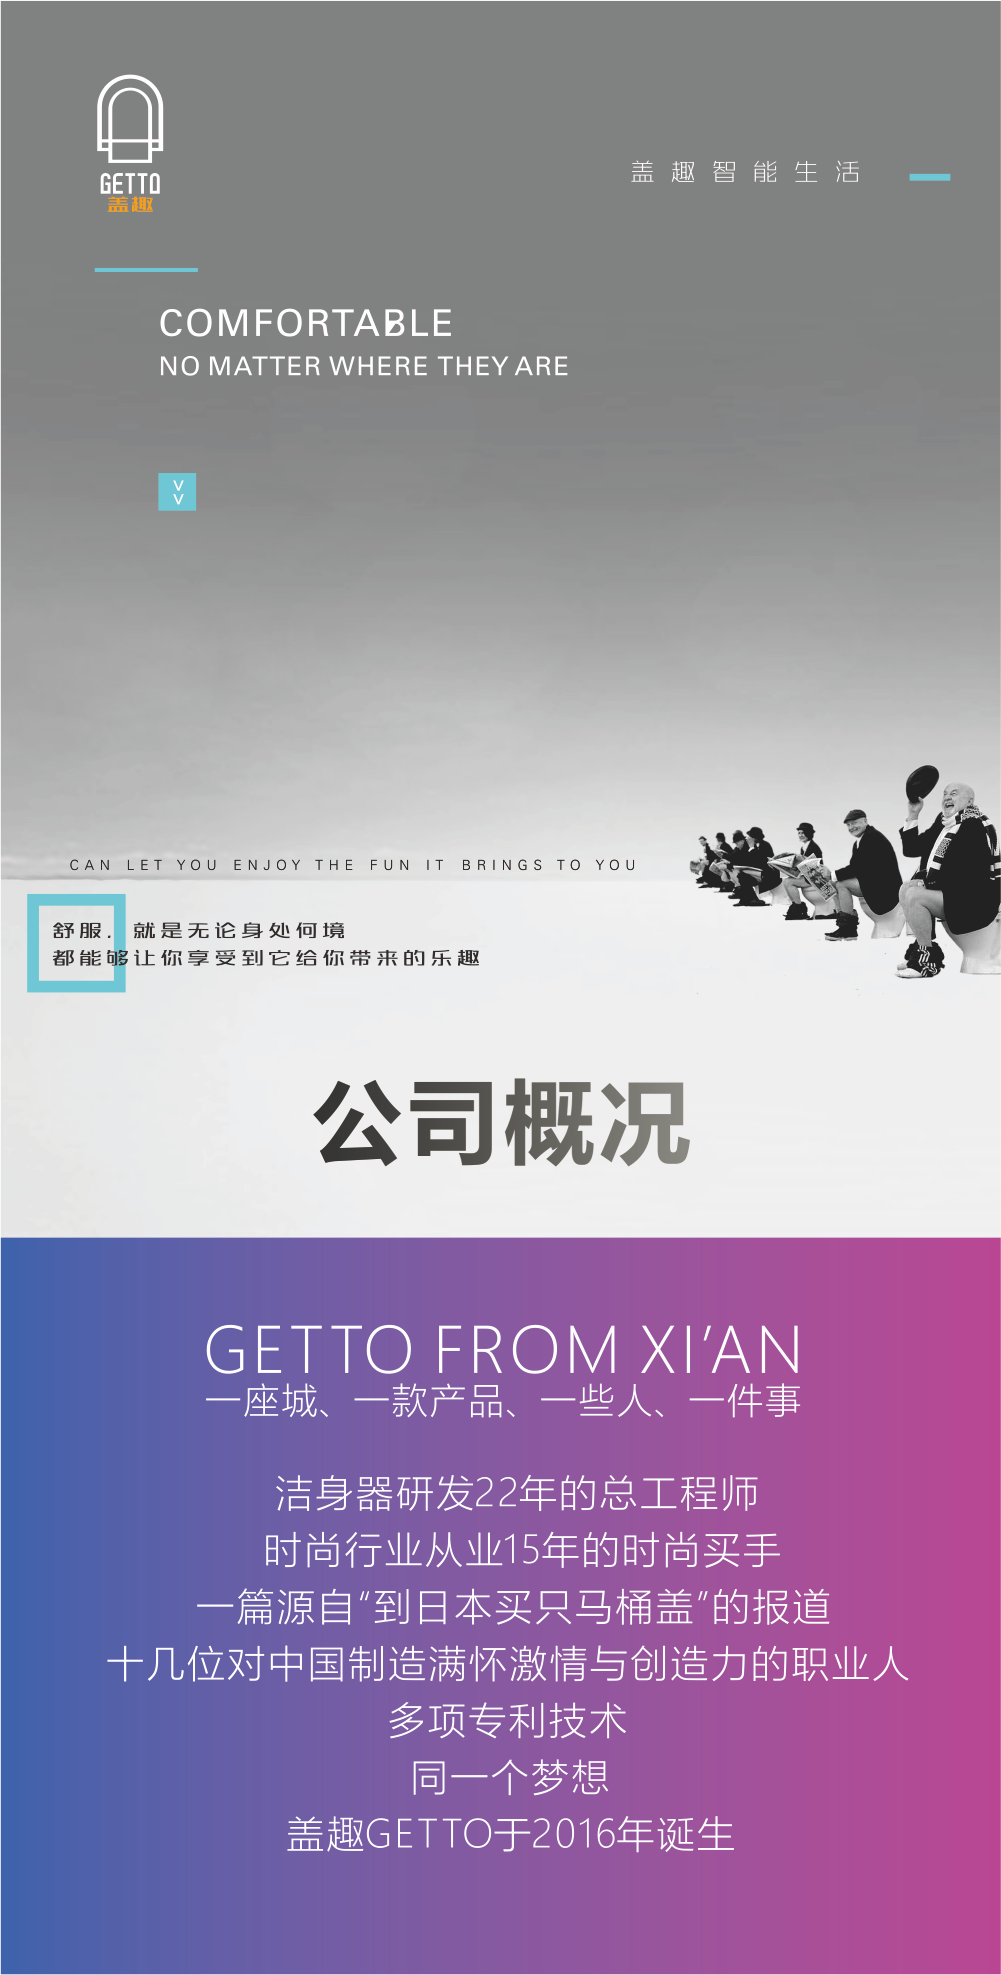 GETTO
盖趣
盖趣智能生活
COMFORTABLE
NO MATTER WHERE THEY ARE
CAN LET YOU ENJOY THE FUN IT BRINGS TO YOU
舒服. 就是无论身处何境
都能够让你享受到它给你带来的乐趣
公司概况
GETTO FROM XI’AN
一座城、一款产品、一些人、一件事
洁身器研发22年的总工程师
时尚行业从业15年的时尚买手
一篇源自“到日本买只马桶盖”的报道
十几位对中国制造满怀激情与创造力的职业人
多项专利技术
同一个梦想
盖趣GETTO于2016年诞生